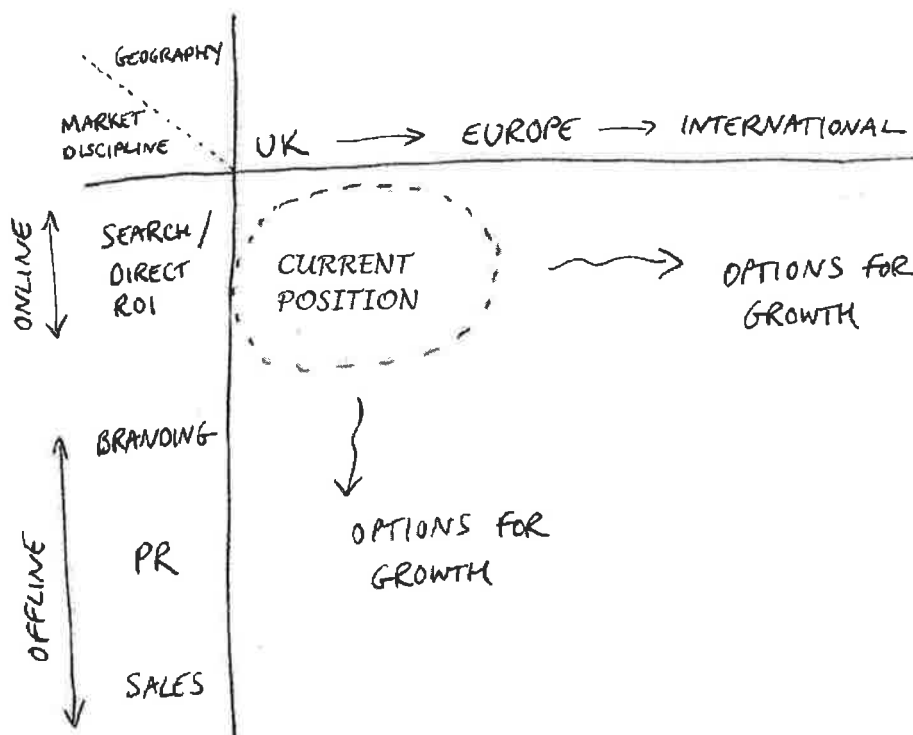 GEOGRAPHY
MARKET
DISCIPLINE
UK → EUROPE → INTERNATIONAL
ONLINE
SEARCH/
DIRECT
ROI
CURRENT
POSITION
OPTIONS FOR
GROWTH
OFFLINE
BRANDING
PR
SALES
OPTIONS FOR
GROWTH